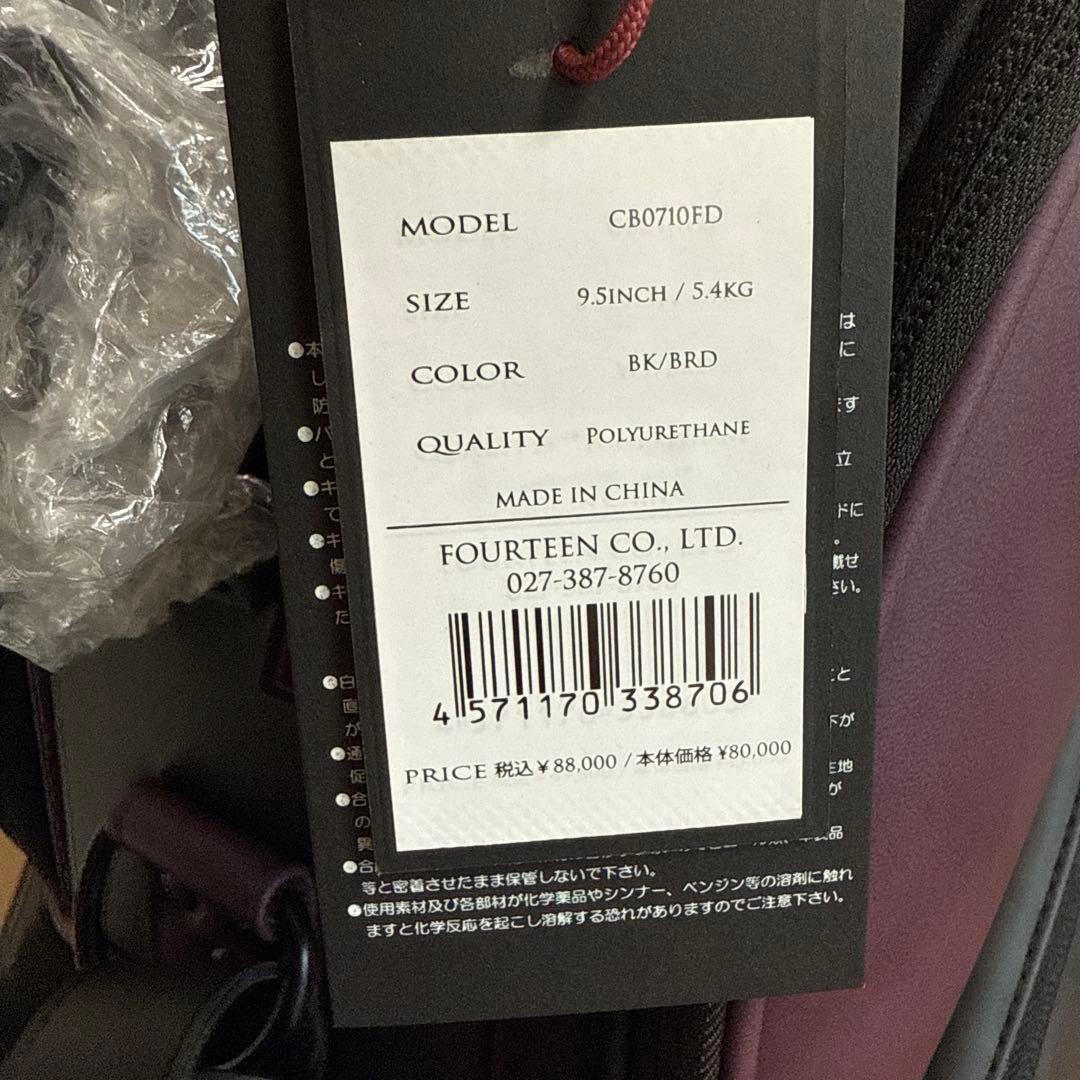 MODEL CB0710FD
SIZE 9.5INCH / 5.4KG
COLOR BK/BRD
QUALITY POLYURETHANE
MADE IN CHINA
FOURTEEN CO., LTD.
027-387-8760
4 571170 338706
PRICE 税込¥88,000 / 本体価格 ¥80,000
等と密着させたまま保管しないで下さい。
●使用素材及び各部材が化学薬品やシンナー、ベンジン等の溶剤に触れ
ますと化学反応を起こし溶解する恐れがありますのでご注意下さい。